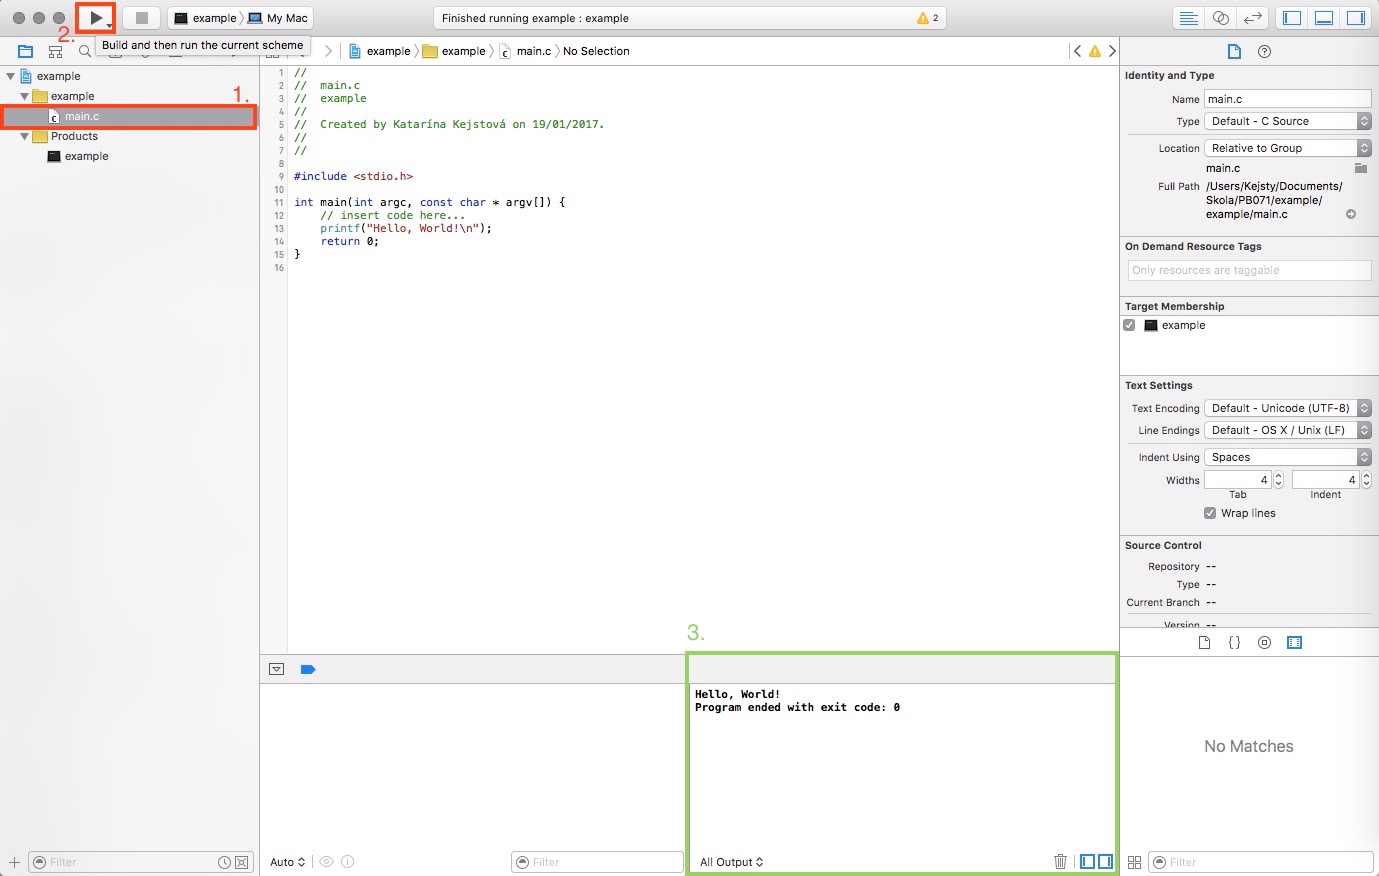 example
My Mac
Finished running example : example
2
2.
Build and then run the current scheme
example
example
main.c
No Selection
example
example
1.
main.c
Products
example
1 //
2 //  main.c
3 //  example
4 //
5 //  Created by Katarína Kejstová on 19/01/2017.
6 //
7 //
8
9 #include <stdio.h>
10
11 int main(int argc, const char * argv[]) {
12     // insert code here...
13     printf("Hello, World!\n");
14     return 0;
15 }
16
3.
Hello, World!
Program ended with exit code: 0
Filter
Auto
Filter
All Output
Identity and Type
Name main.c
Type Default - C Source
Location Relative to Group
main.c
Full Path /Users/Kejsty/Documents/
Skola/PB071/example/
example/main.c
On Demand Resource Tags
Only resources are taggable
Target Membership
example
Text Settings
Text Encoding Default - Unicode (UTF-8)
Line Endings Default - OS X / Unix (LF)
Indent Using Spaces
Widths 4 4
Tab Indent
Wrap lines
Source Control
Repository --
Type --
Current Branch --
Version --
{}
No Matches
Filter